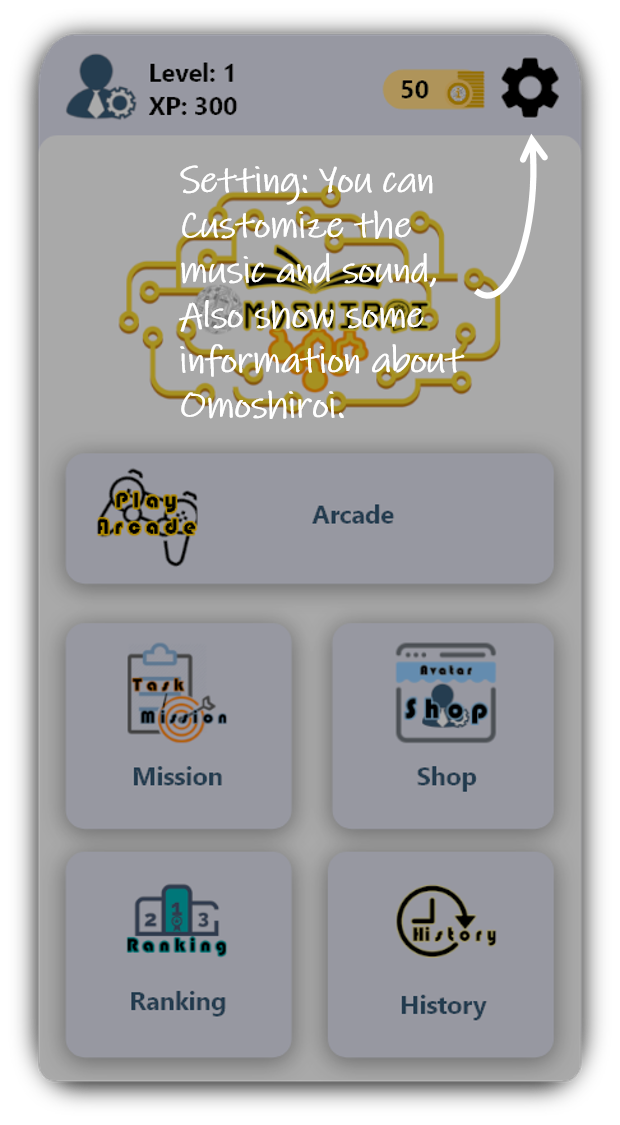 Level: 1
XP: 300
50
Setting: You can
Customize the
music and sound,
Also show some
information about
Omoshiroi.
MOSHIROI
Play
Arcade
Arcade
Task
Mission
Mission
Avatar
Shop
Shop
2 1 3
Ranking
Ranking
History
History